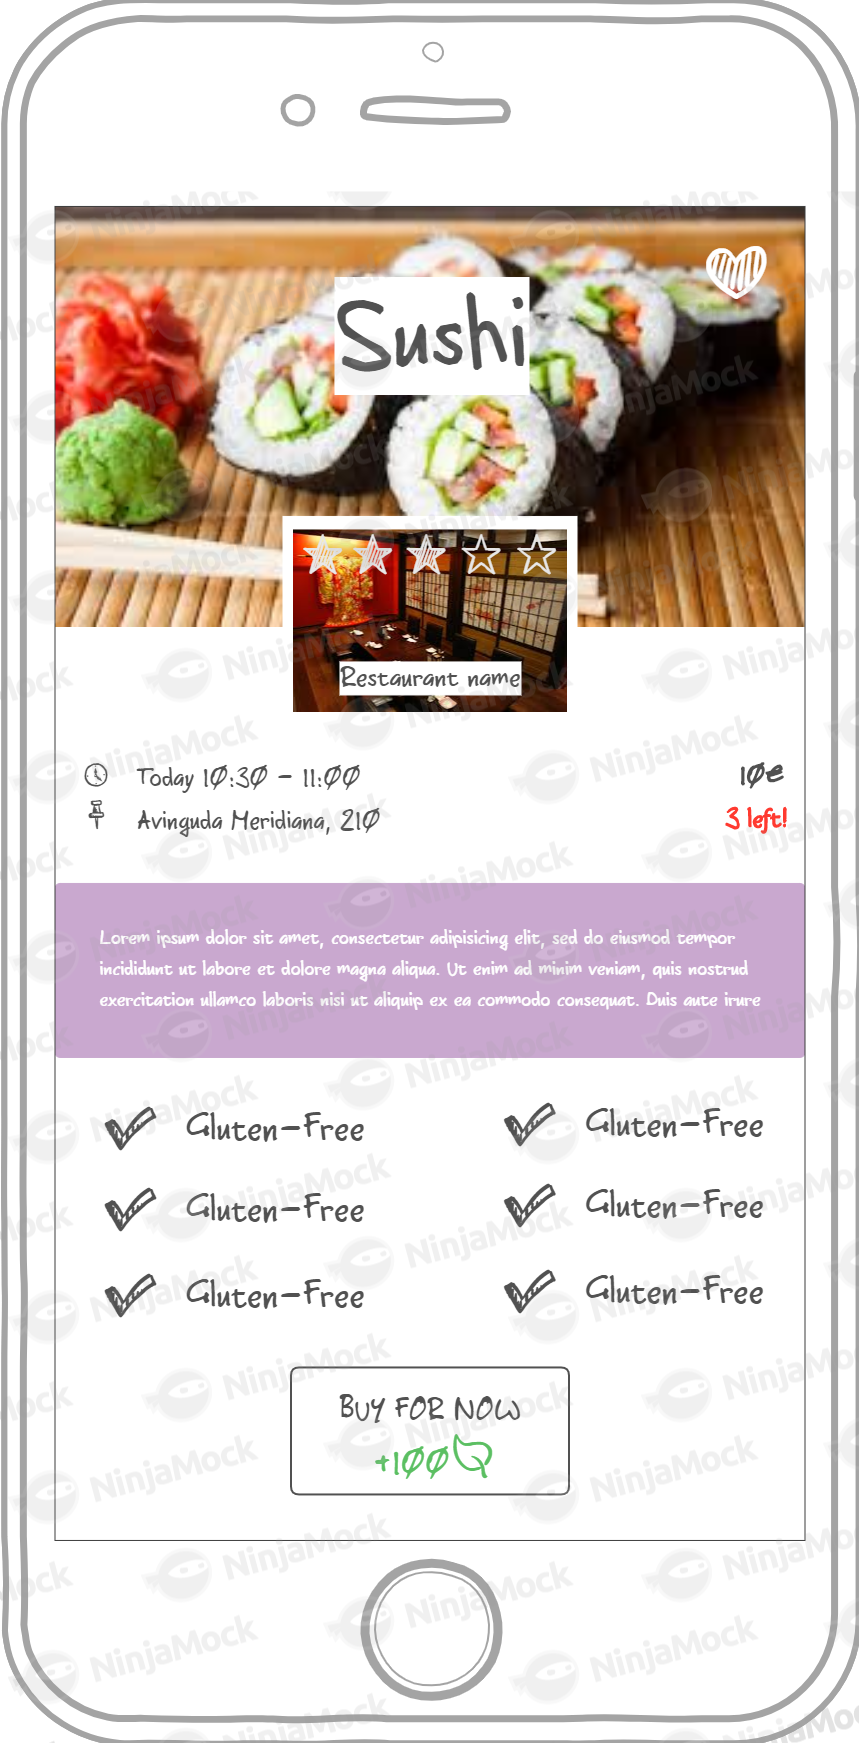 Sushi
Restaurant name
Today 10:30 - 11:00
10€
Avinguda Meridiana, 210
3 left!
Lorem ipsum dolor sit amet, consectetur adipisicing elit, sed do eiusmod tempor
incididunt ut labore et dolore magna aliqua. Ut enim ad minim veniam, quis nostrud
exercitation ullamco laboris nisi ut aliquip ex ea commodo consequat. Duis aute irure
Gluten-Free
Gluten-Free
Gluten-Free
Gluten-Free
Gluten-Free
Gluten-Free
BUY FOR NOW
+100
NinjaMock